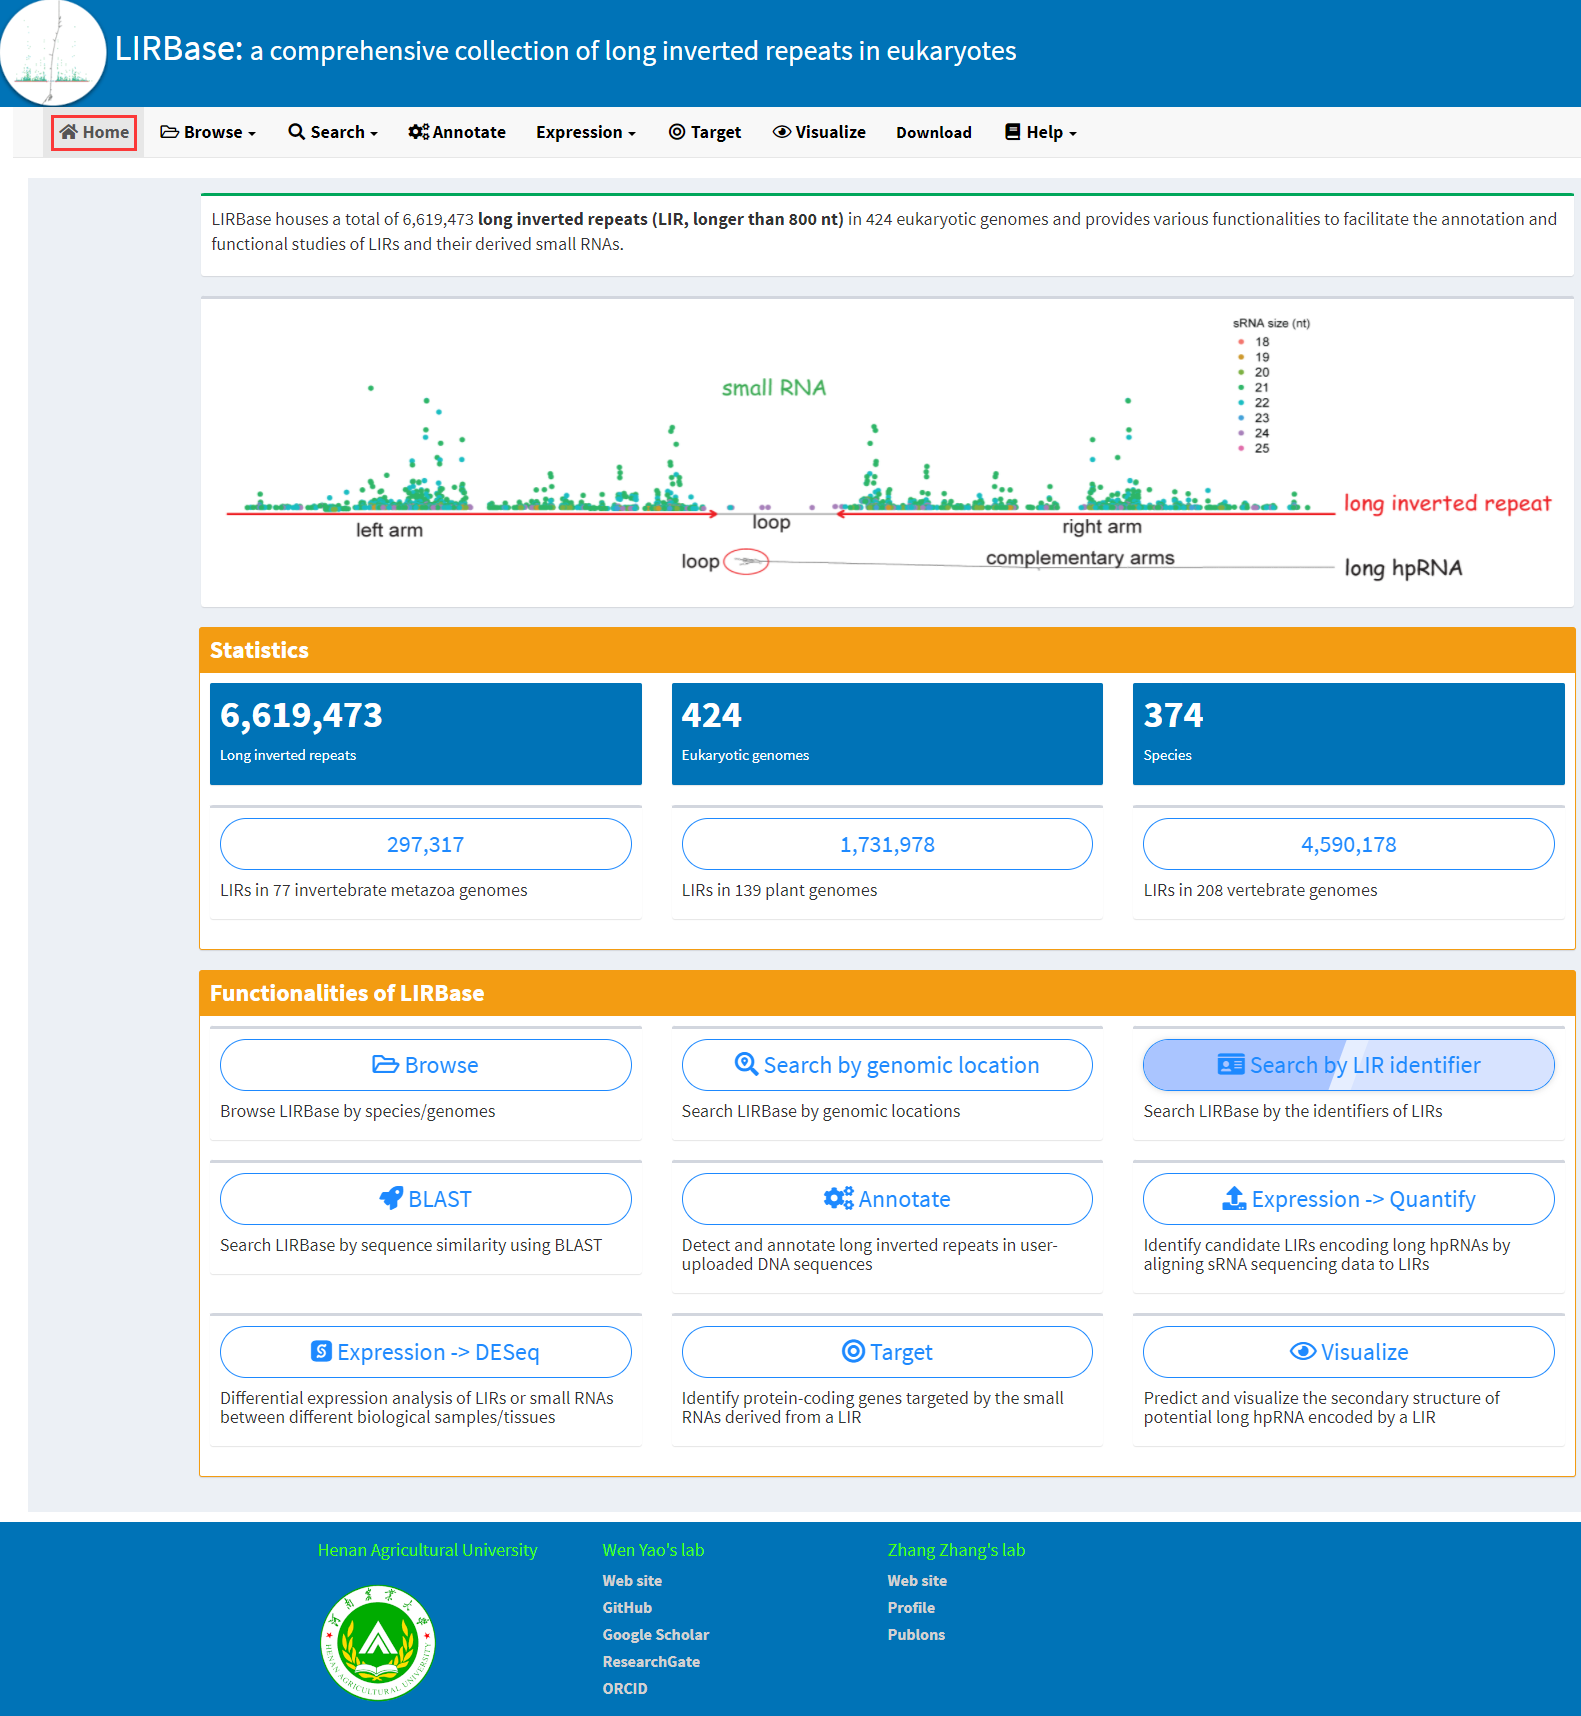 LIRBase: a comprehensive collection of long inverted repeats in eukaryotes
Home Browse Search Annotate Expression Target Visualize Download Help
LIRBase houses a total of 6,619,473 long inverted repeats (LIR, longer than 800 nt) in 424 eukaryotic genomes and provides various functionalities to facilitate the annotation and
functional studies of LIRs and their derived small RNAs.
sRNA size (nt)
18
19
20
21
22
23
24
25
small RNA
long inverted repeat
left arm
loop
right arm
loop
complementary arms
long hpRNA
Statistics
6,619,473
Long inverted repeats
424
Eukaryotic genomes
374
Species
297,317
LIRs in 77 invertebrate metazoa genomes
1,731,978
LIRs in 139 plant genomes
4,590,178
LIRs in 208 vertebrate genomes
Functionalities of LIRBase
Browse
Browse LIRBase by species/genomes
Search by genomic location
Search LIRBase by genomic locations
Search by LIR identifier
Search LIRBase by the identifiers of LIRs
BLAST
Search LIRBase by sequence similarity using BLAST
Annotate
Detect and annotate long inverted repeats in user-
uploaded DNA sequences
Expression -> Quantify
Identify candidate LIRs encoding long hpRNAs by
aligning sRNA sequencing data to LIRs
Expression -> DESeq
Differential expression analysis of LIRs or small RNAs
between different biological samples/tissues
Target
Identify protein-coding genes targeted by the small
RNAs derived from a LIR
Visualize
Predict and visualize the secondary structure of
potential long hpRNA encoded by a LIR
Henan Agricultural University
HENAN AGRICULTURAL UNIVERSITY
Wen Yao's lab
Web site
GitHub
Google Scholar
ResearchGate
ORCID
Zhang Zhang's lab
Web site
Profile
Publons